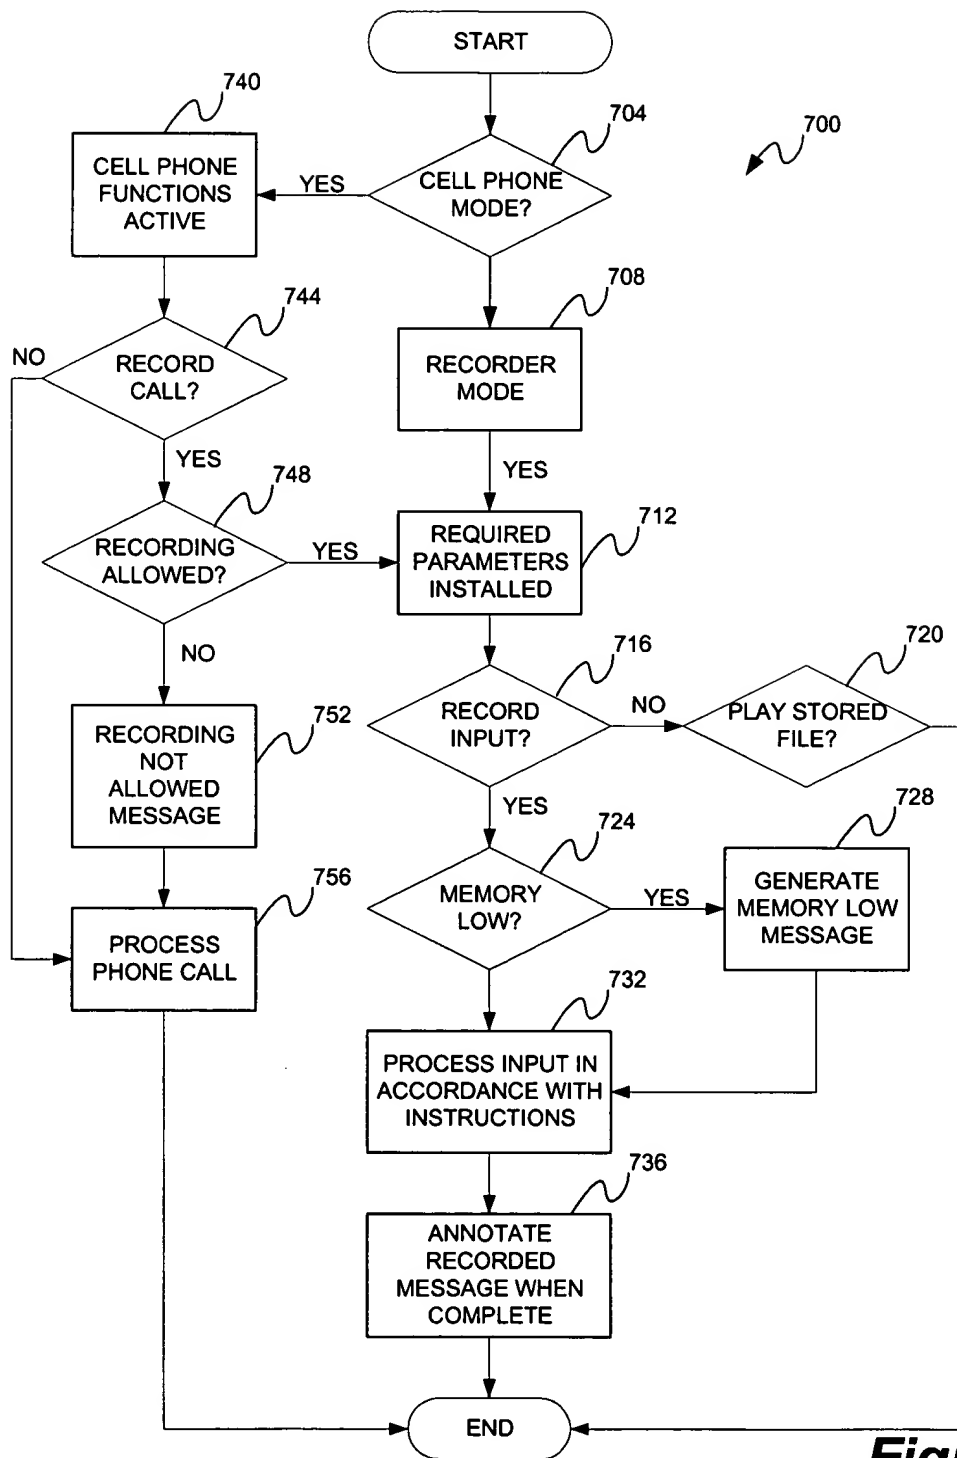 START
740
704
700
CELL PHONE
FUNCTIONS
ACTIVE
YES
CELL PHONE
MODE?
744
708
NO
RECORD
CALL?
RECORDER
MODE
YES
YES
748
712
RECORDING
ALLOWED?
YES
REQUIRED
PARAMETERS
INSTALLED
NO
716
720
RECORD
INPUT?
NO
PLAY STORED
FILE?
752
RECORDING
NOT
ALLOWED
MESSAGE
YES
724
728
MEMORY
LOW?
YES
GENERATE
MEMORY LOW
MESSAGE
756
PROCESS
PHONE CALL
732
PROCESS INPUT IN
ACCORDANCE WITH
INSTRUCTIONS
736
ANNOTATE
RECORDED
MESSAGE WHEN
COMPLETE
END